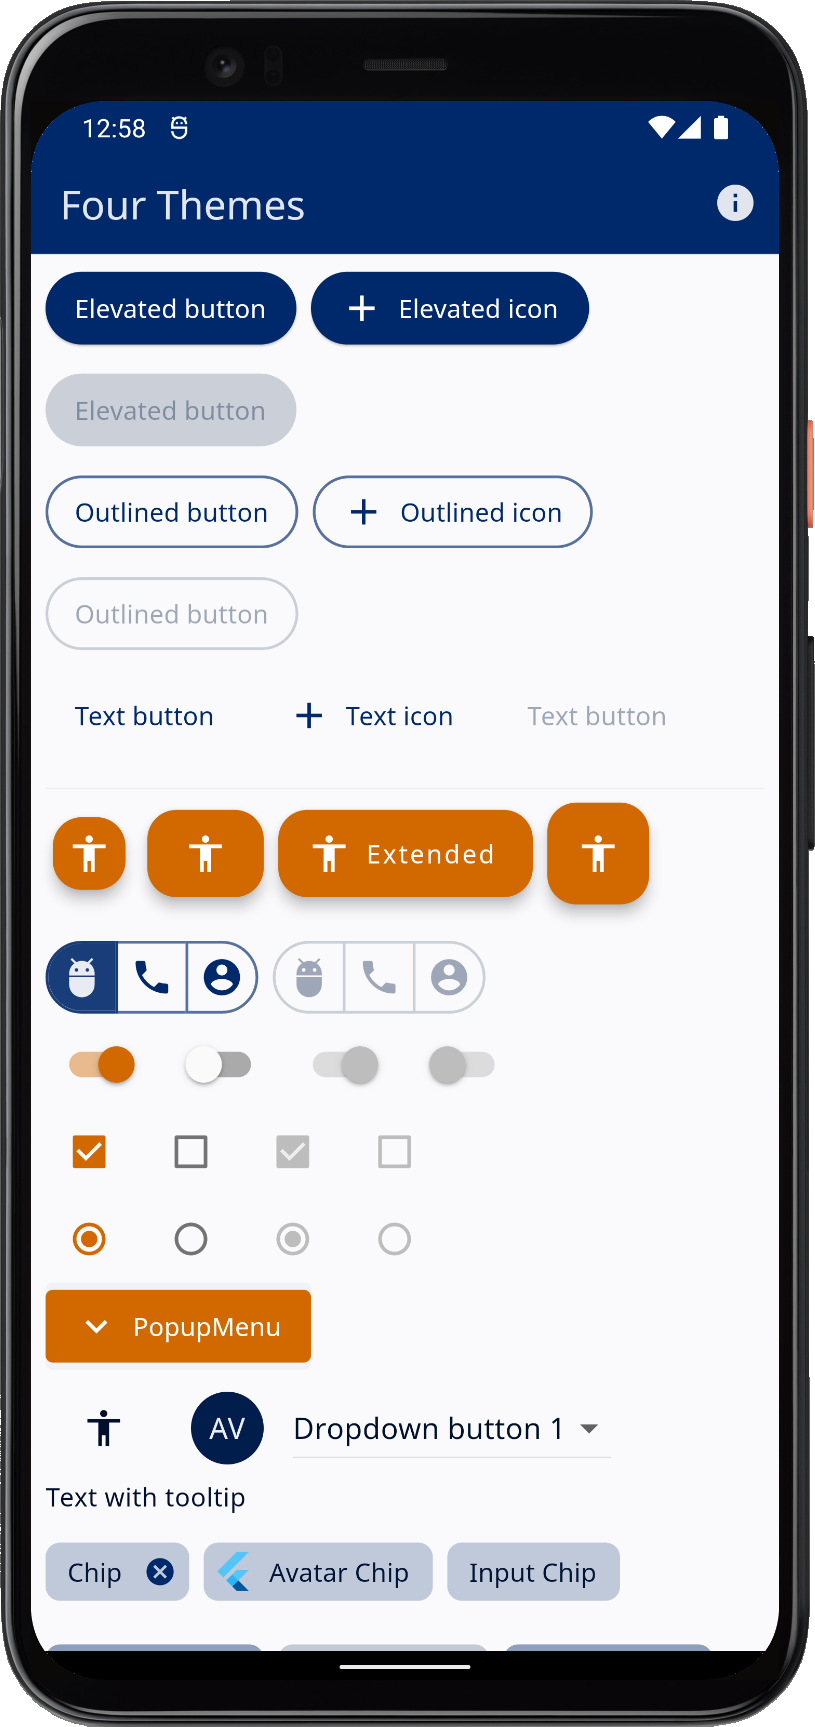 12:58
Four Themes
Elevated button
Elevated icon
Elevated button
Outlined button
Outlined icon
Outlined button
Text button
Text icon
Text button
Extended
PopupMenu
AV
Dropdown button 1
Text with tooltip
Chip
Avatar Chip
Input Chip